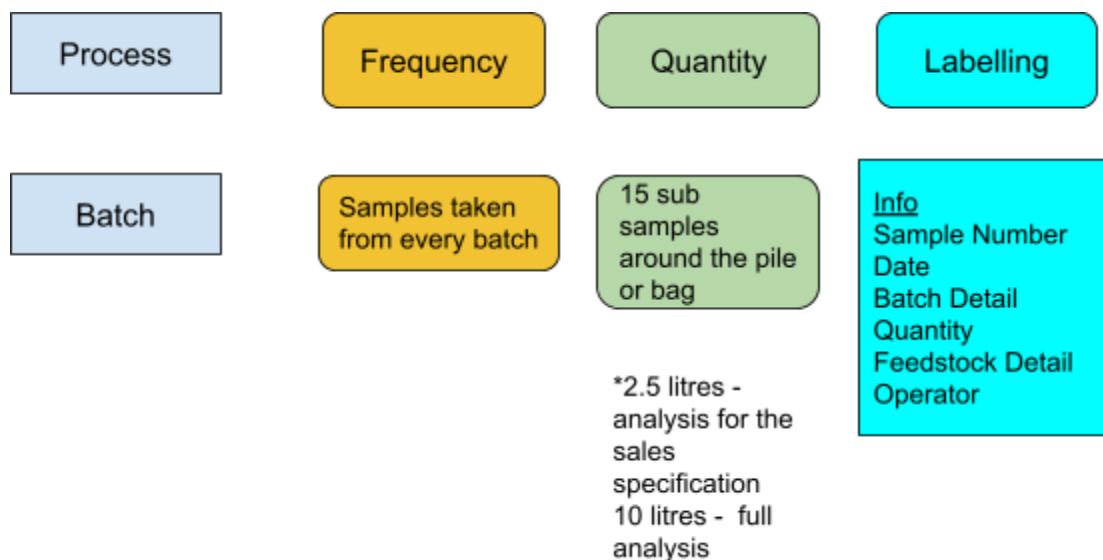 Process
Frequency
Quantity
Labelling
Batch
Samples taken
from every batch
15 sub
samples
around the pile
or bag
Info
Sample Number
Date
Batch Detail
Quantity
Feedstock Detail
Operator
*2.5 litres -
analysis for the
sales
specification
10 litres -  full
analysis